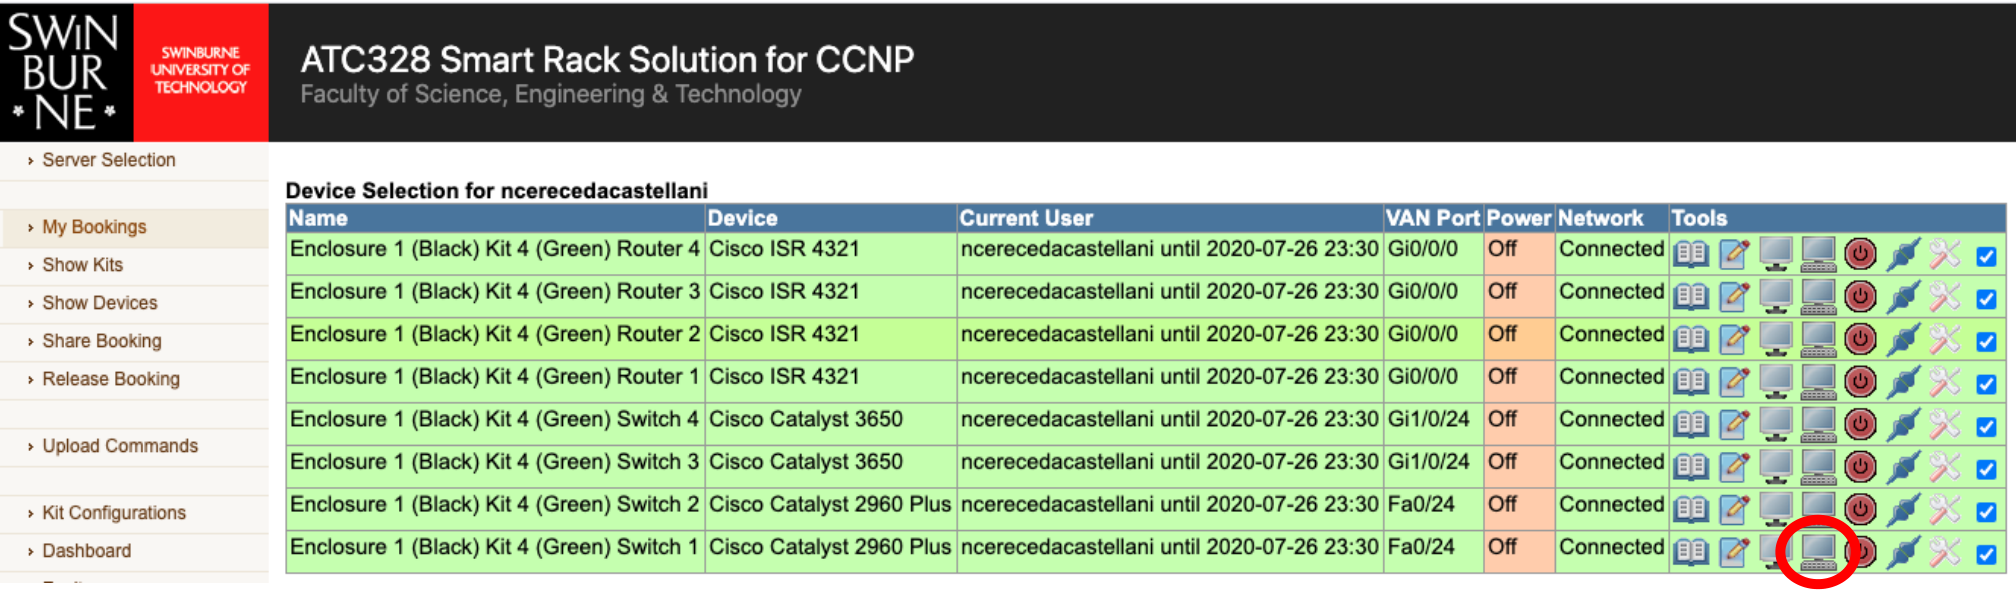 SWIN
BUR
* NE *
SWINBURNE
UNIVERSITY OF
TECHNOLOGY
ATC328 Smart Rack Solution for CCNP
Faculty of Science, Engineering & Technology
› Server Selection
› My Bookings
› Show Kits
› Show Devices
› Share Booking
› Release Booking
› Upload Commands
› Kit Configurations
› Dashboard
Device Selection for ncerecedacastellani
Name Device Current User VAN Port Power Network Tools
Enclosure 1 (Black) Kit 4 (Green) Router 4 Cisco ISR 4321 ncerecedacastellani until 2020-07-26 23:30 Gi0/0/0 Off Connected
Enclosure 1 (Black) Kit 4 (Green) Router 3 Cisco ISR 4321 ncerecedacastellani until 2020-07-26 23:30 Gi0/0/0 Off Connected
Enclosure 1 (Black) Kit 4 (Green) Router 2 Cisco ISR 4321 ncerecedacastellani until 2020-07-26 23:30 Gi0/0/0 Off Connected
Enclosure 1 (Black) Kit 4 (Green) Router 1 Cisco ISR 4321 ncerecedacastellani until 2020-07-26 23:30 Gi0/0/0 Off Connected
Enclosure 1 (Black) Kit 4 (Green) Switch 4 Cisco Catalyst 3650 ncerecedacastellani until 2020-07-26 23:30 Gi1/0/24 Off Connected
Enclosure 1 (Black) Kit 4 (Green) Switch 3 Cisco Catalyst 3650 ncerecedacastellani until 2020-07-26 23:30 Gi1/0/24 Off Connected
Enclosure 1 (Black) Kit 4 (Green) Switch 2 Cisco Catalyst 2960 Plus ncerecedacastellani until 2020-07-26 23:30 Fa0/24 Off Connected
Enclosure 1 (Black) Kit 4 (Green) Switch 1 Cisco Catalyst 2960 Plus ncerecedacastellani until 2020-07-26 23:30 Fa0/24 Off Connected